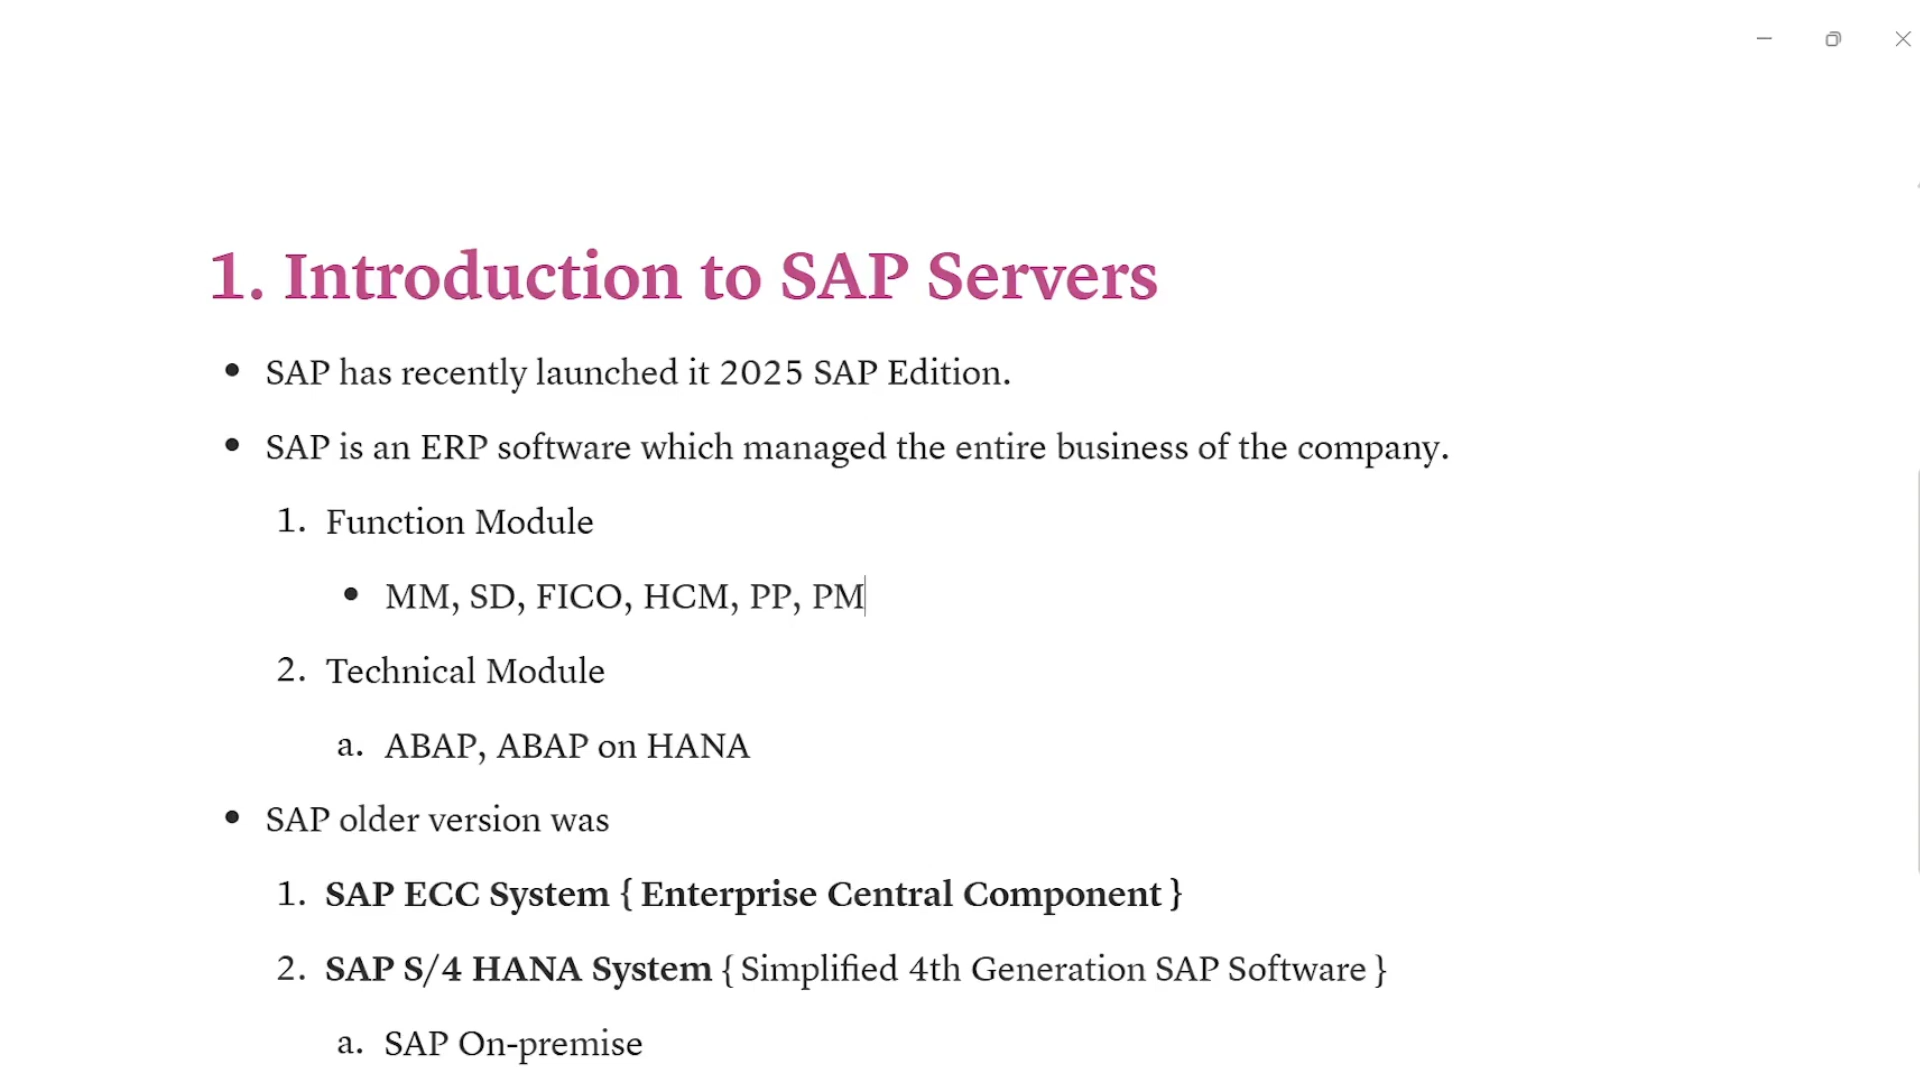 1. Introduction to SAP Servers
• SAP has recently launched it 2025 SAP Edition.
• SAP is an ERP software which managed the entire business of the company.
1. Function Module
• MM, SD, FICO, HCM, PP, PM
2. Technical Module
a. ABAP, ABAP on HANA
• SAP older version was
1. SAP ECC System { Enterprise Central Component }
2. SAP S/4 HANA System { Simplified 4th Generation SAP Software }
a. SAP On-premise